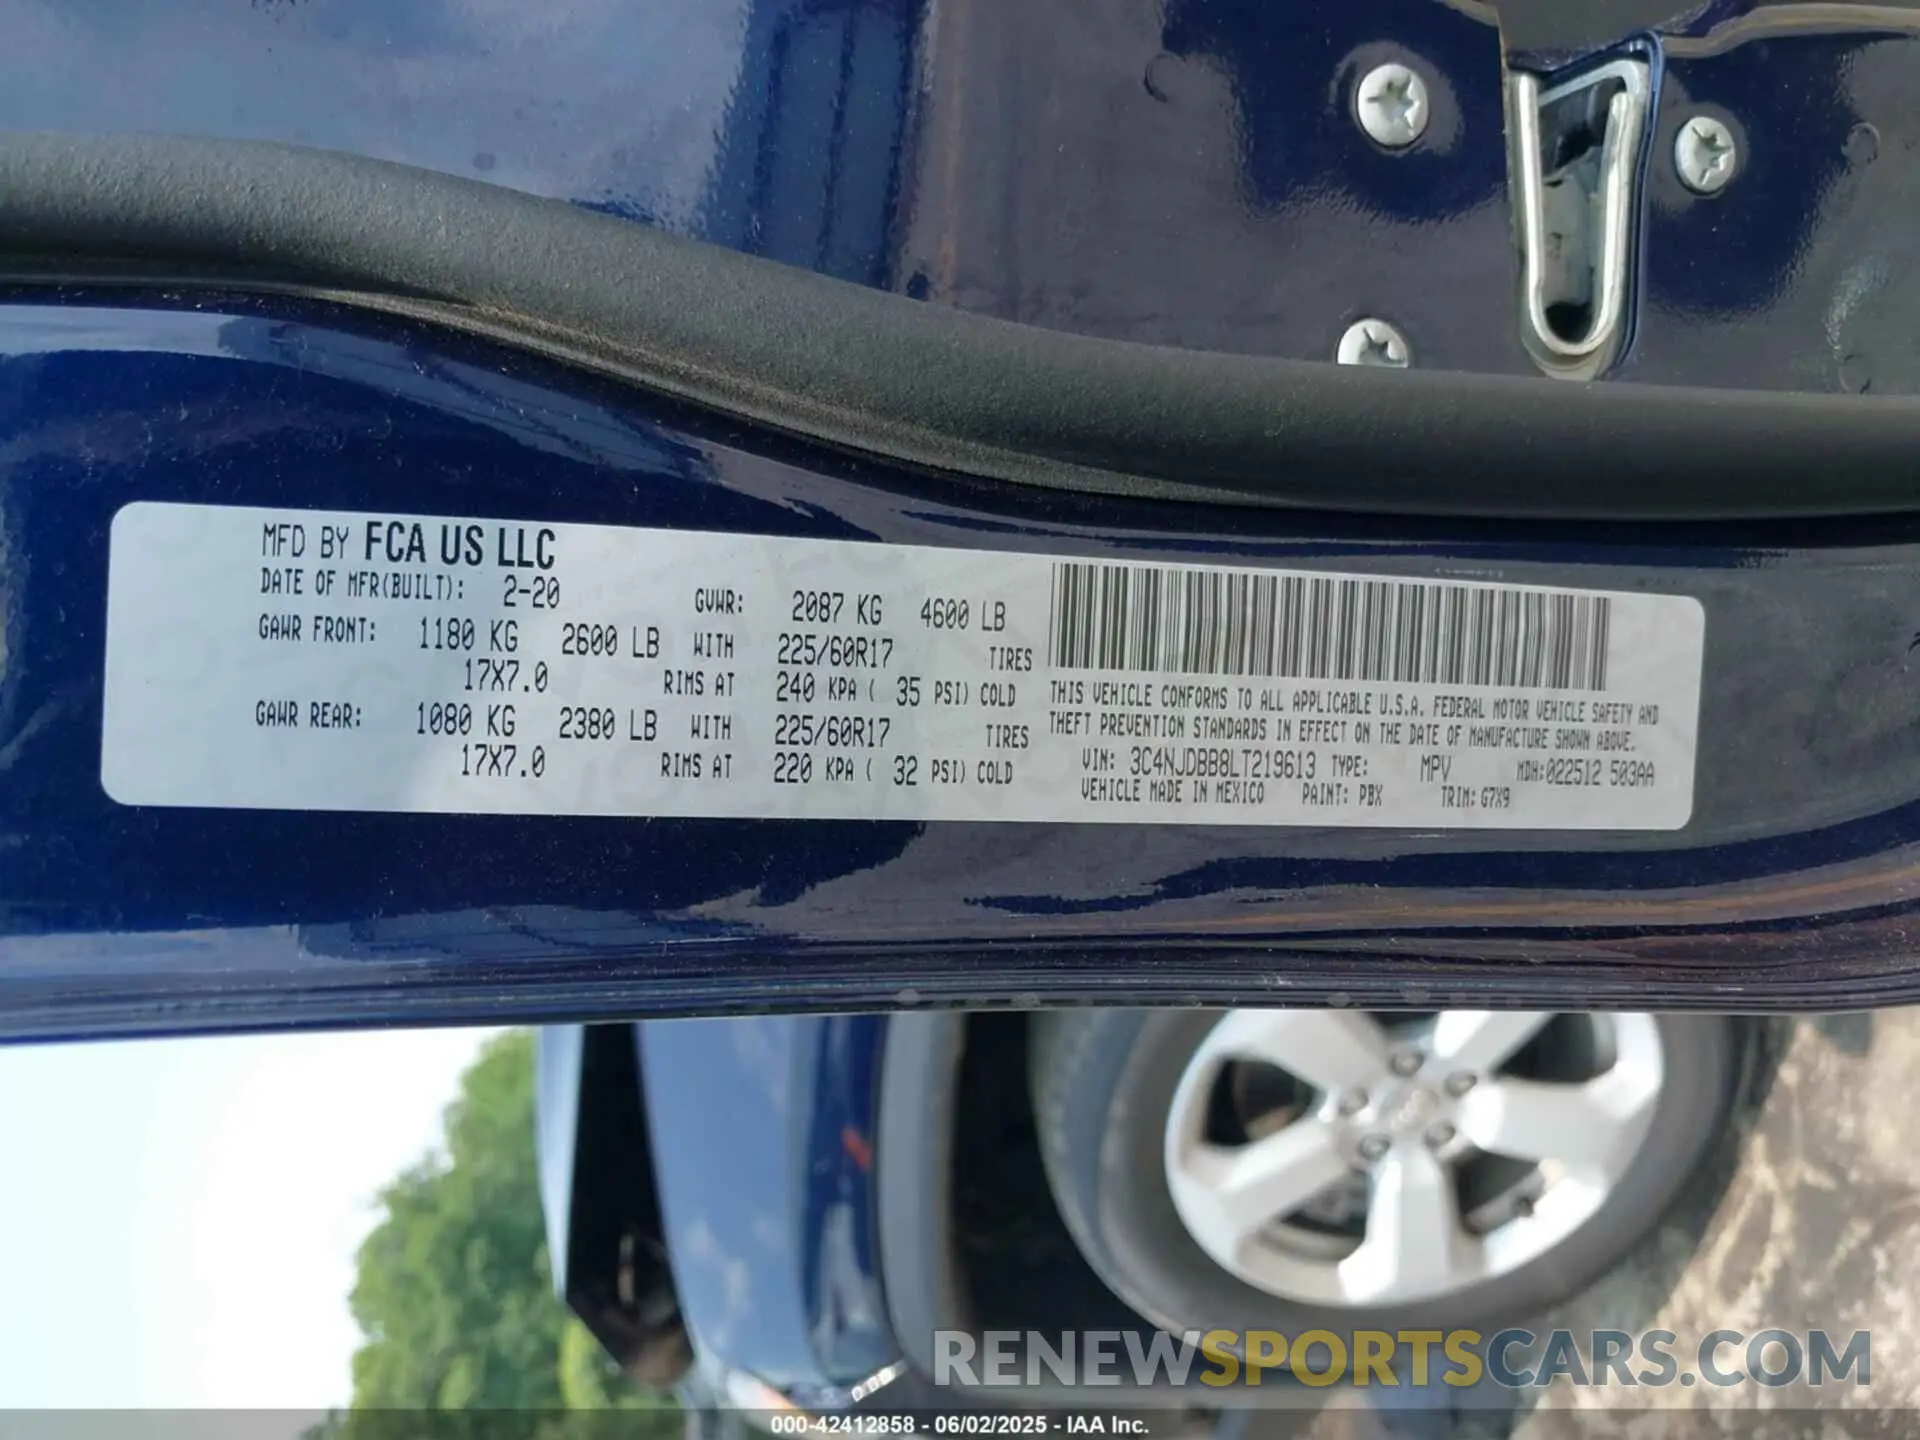 MFD BY FCA US LLC
DATE OF MFR(BUILT): 2-20 GVWR: 2087 KG 4600 LB
GAWR FRONT: 1180 KG 2600 LB WITH 225/60R17 TIRES
17X7.0 RIMS AT 240 KPA ( 35 PSI) COLD
GAWR REAR: 1080 KG 2380 LB WITH 225/60R17 TIRES
17X7.0 RIMS AT 220 KPA ( 32 PSI) COLD
THIS VEHICLE CONFORMS TO ALL APPLICABLE U.S.A. FEDERAL MOTOR VEHICLE SAFETY AND
THEFT PREVENTION STANDARDS IN EFFECT ON THE DATE OF MANUFACTURE SHOWN ABOVE.
VIN: 3C4NJDBB8LT219613 TYPE: MPV MDH:022512 503AA
VEHICLE MADE IN MEXICO PAINT: PBX TRIM: G7X9
RENEWSPORTSCARS.COM
000-42412858 - 06/02/2025 - IAA Inc.